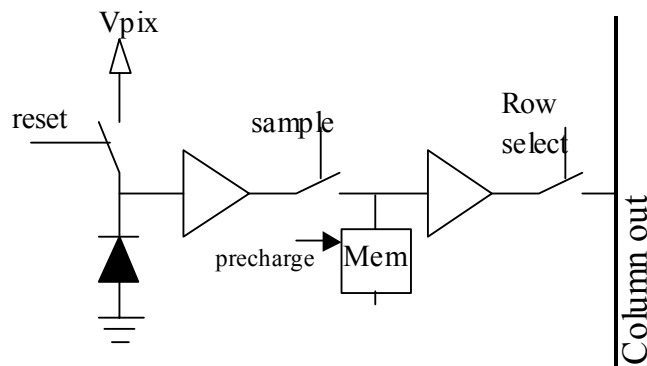 Vpix
reset
sample
Row
select
precharge
Mem
Column out